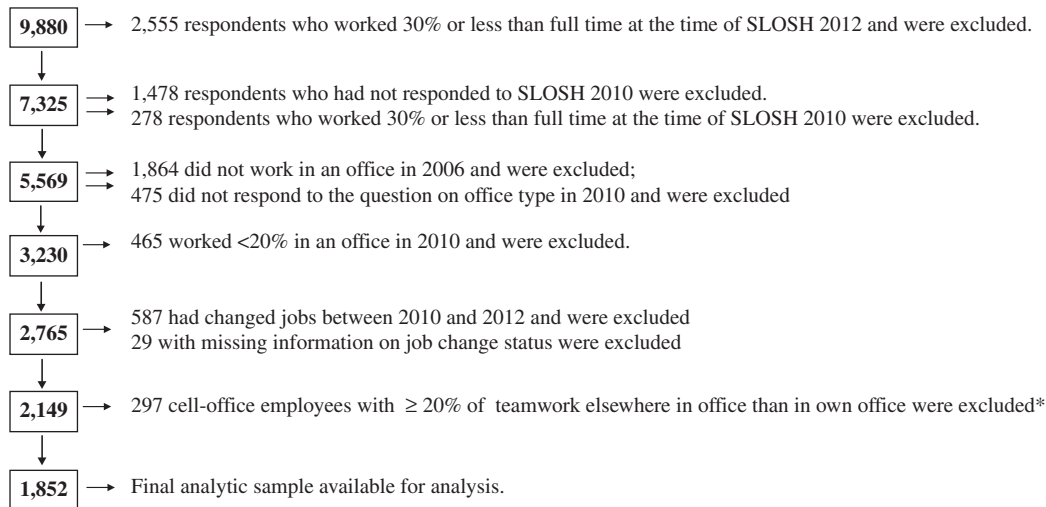 9,880 2,555 respondents who worked 30% or less than full time at the time of SLOSH 2012 and were excluded.
7,325 1,478 respondents who had not responded to SLOSH 2010 were excluded.
278 respondents who worked 30% or less than full time at the time of SLOSH 2010 were excluded.
5,569 1,864 did not work in an office in 2006 and were excluded;
475 did not respond to the question on office type in 2010 and were excluded
3,230 465 worked <20% in an office in 2010 and were excluded.
2,765 587 had changed jobs between 2010 and 2012 and were excluded
29 with missing information on job change status were excluded
2,149 297 cell-office employees with ≥ 20% of teamwork elsewhere in office than in own office were excluded*
1,852 Final analytic sample available for analysis.